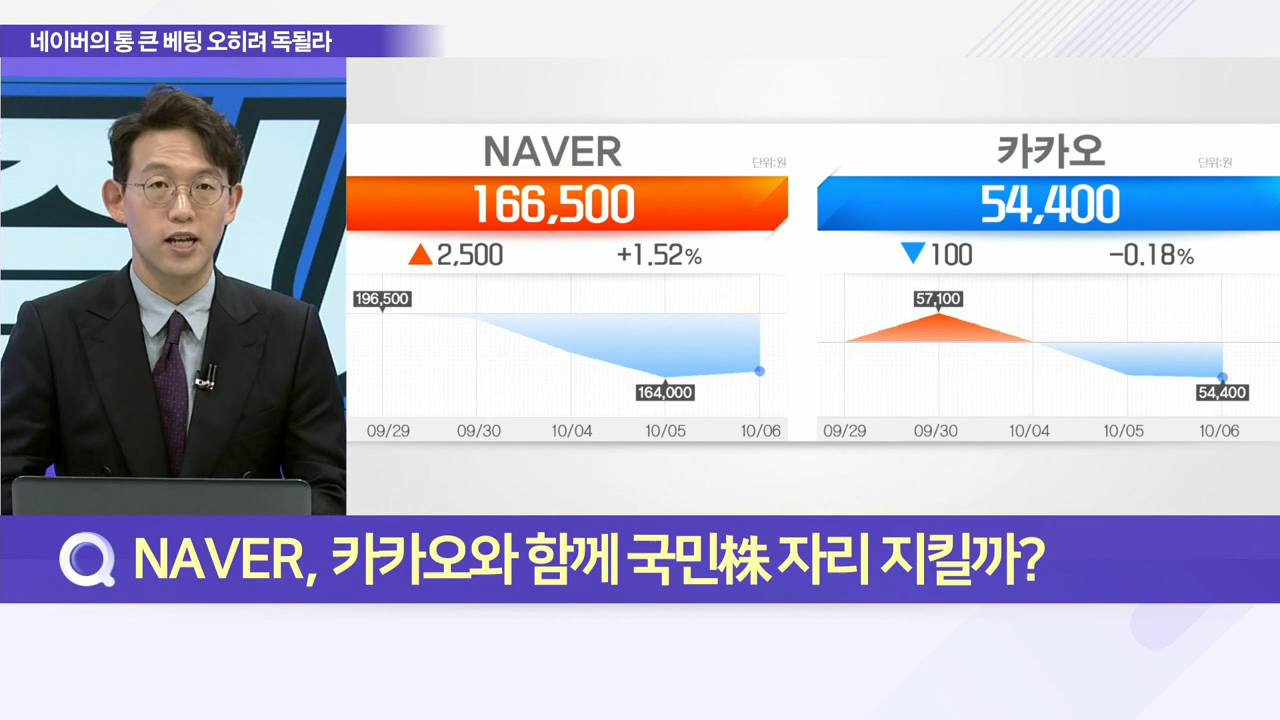 네이버의 통 큰 베팅 오히려 독될라
NAVER
단위:원
166,500
▲2,500 +1.52%
196,500
164,000
09/29 09/30 10/04 10/05 10/06
카카오
단위:원
54,400
▼100 -0.18%
57,100
54,400
09/29 09/30 10/04 10/05 10/06
Q NAVER, 카카오와 함께 국민株 자리 지킬까?